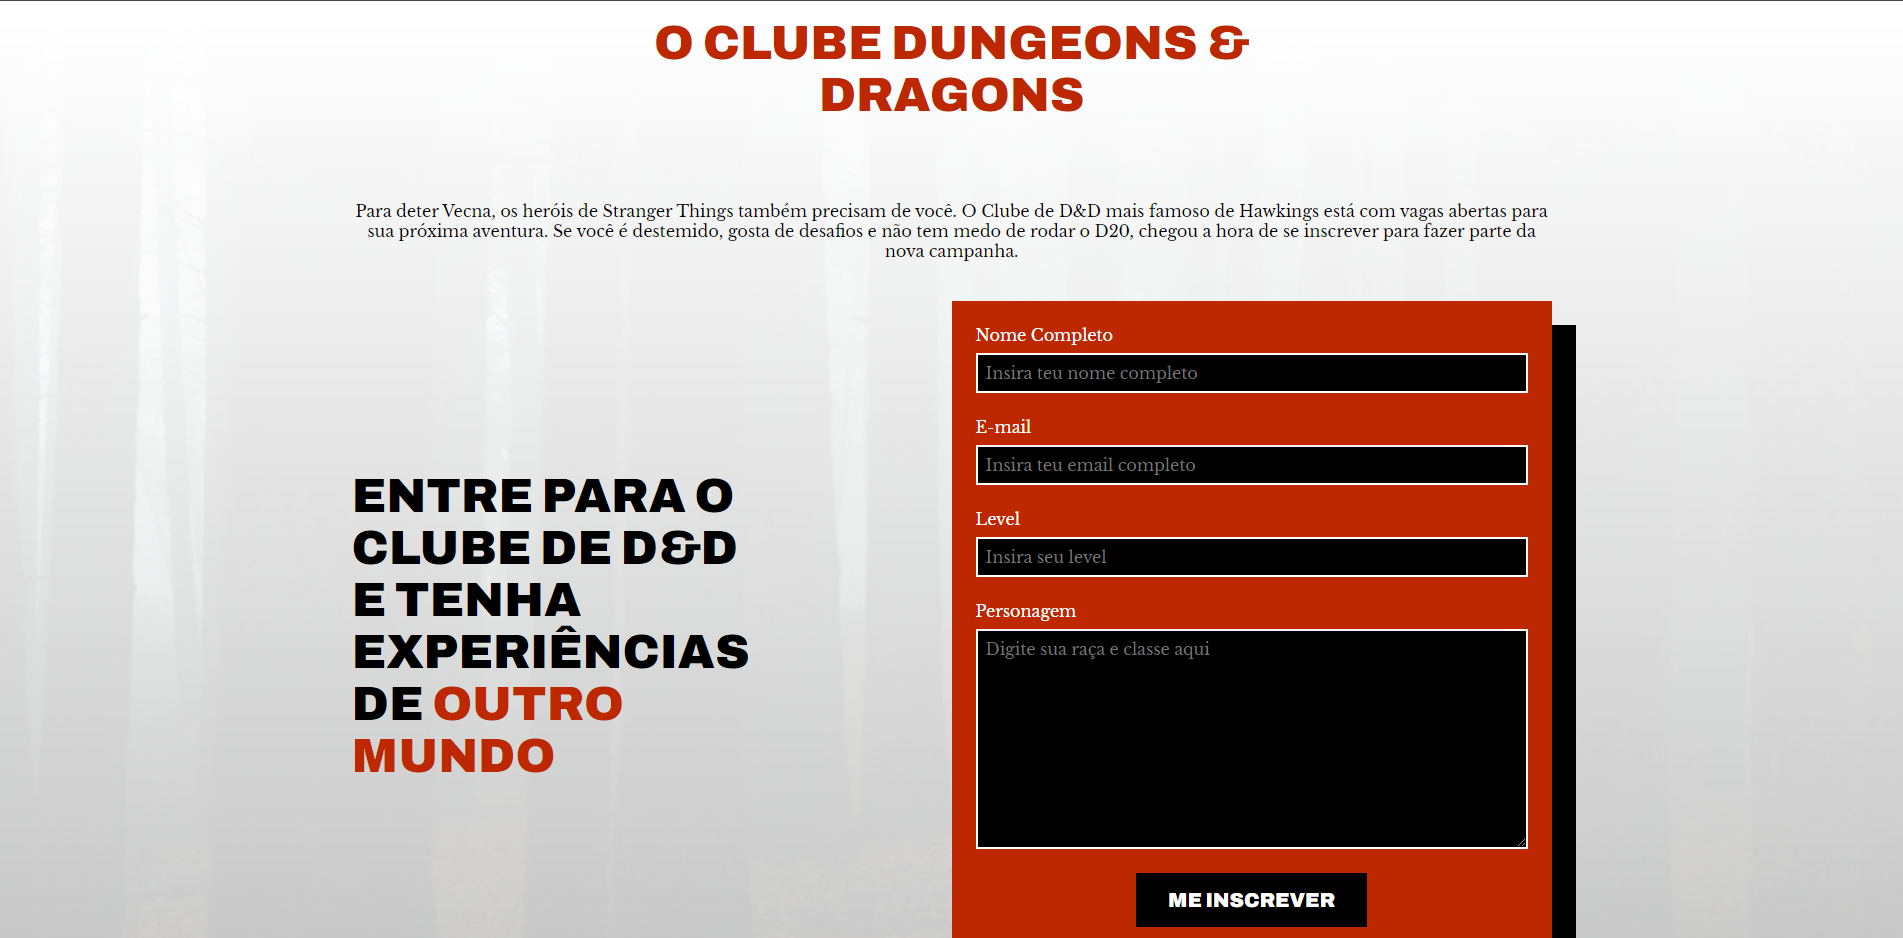 O CLUBE DUNGEONS &
DRAGONS
Para deter Vecna, os heróis de Stranger Things também precisam de você. O Clube de D&D mais famoso de Hawkings está com vagas abertas para
sua próxima aventura. Se você é destemido, gosta de desafios e não tem medo de rodar o D20, chegou a hora de se inscrever para fazer parte da
nova campanha.
ENTRE PARA O
CLUBE DE D&D
E TENHA
EXPERIÊNCIAS
DE OUTRO
MUNDO
Nome Completo
Insira teu nome completo
E-mail
Insira teu email completo
Level
Insira seu level
Personagem
Digite sua raça e classe aqui
ME INSCREVER